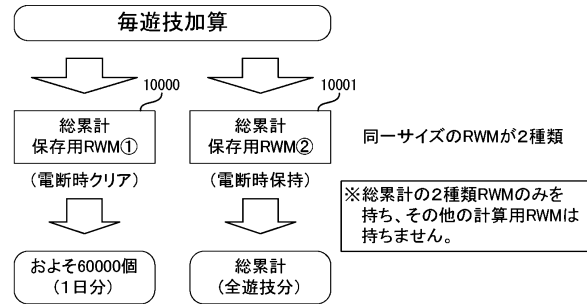 毎遊技加算
10000
10001
総累計
保存用RWM①
総累計
保存用RWM②
同一サイズのRWMが2種類
(電断時クリア)
(電断時保持)
※総累計の2種類RWMのみを
持ち、その他の計算用RWMは
持ちません。
およそ60000個
(1日分)
総累計
(全遊技分)